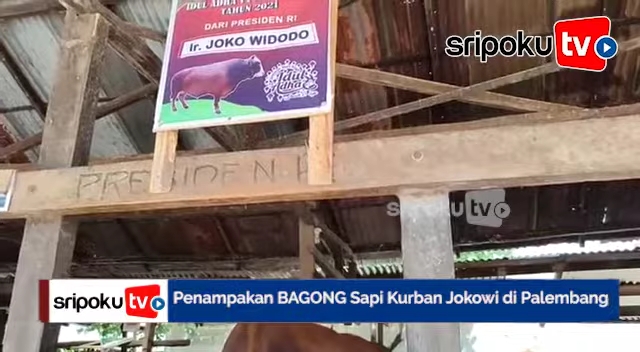 IDUL ADHA
TAHUN 2021
DARI PRESIDEN RI
Ir. JOKO WIDODO
Idul
Adha
sripoku tv
PRESIDEN
sripoku tv
sripoku tv Penampakan BAGONG Sapi Kurban Jokowi di Palembang